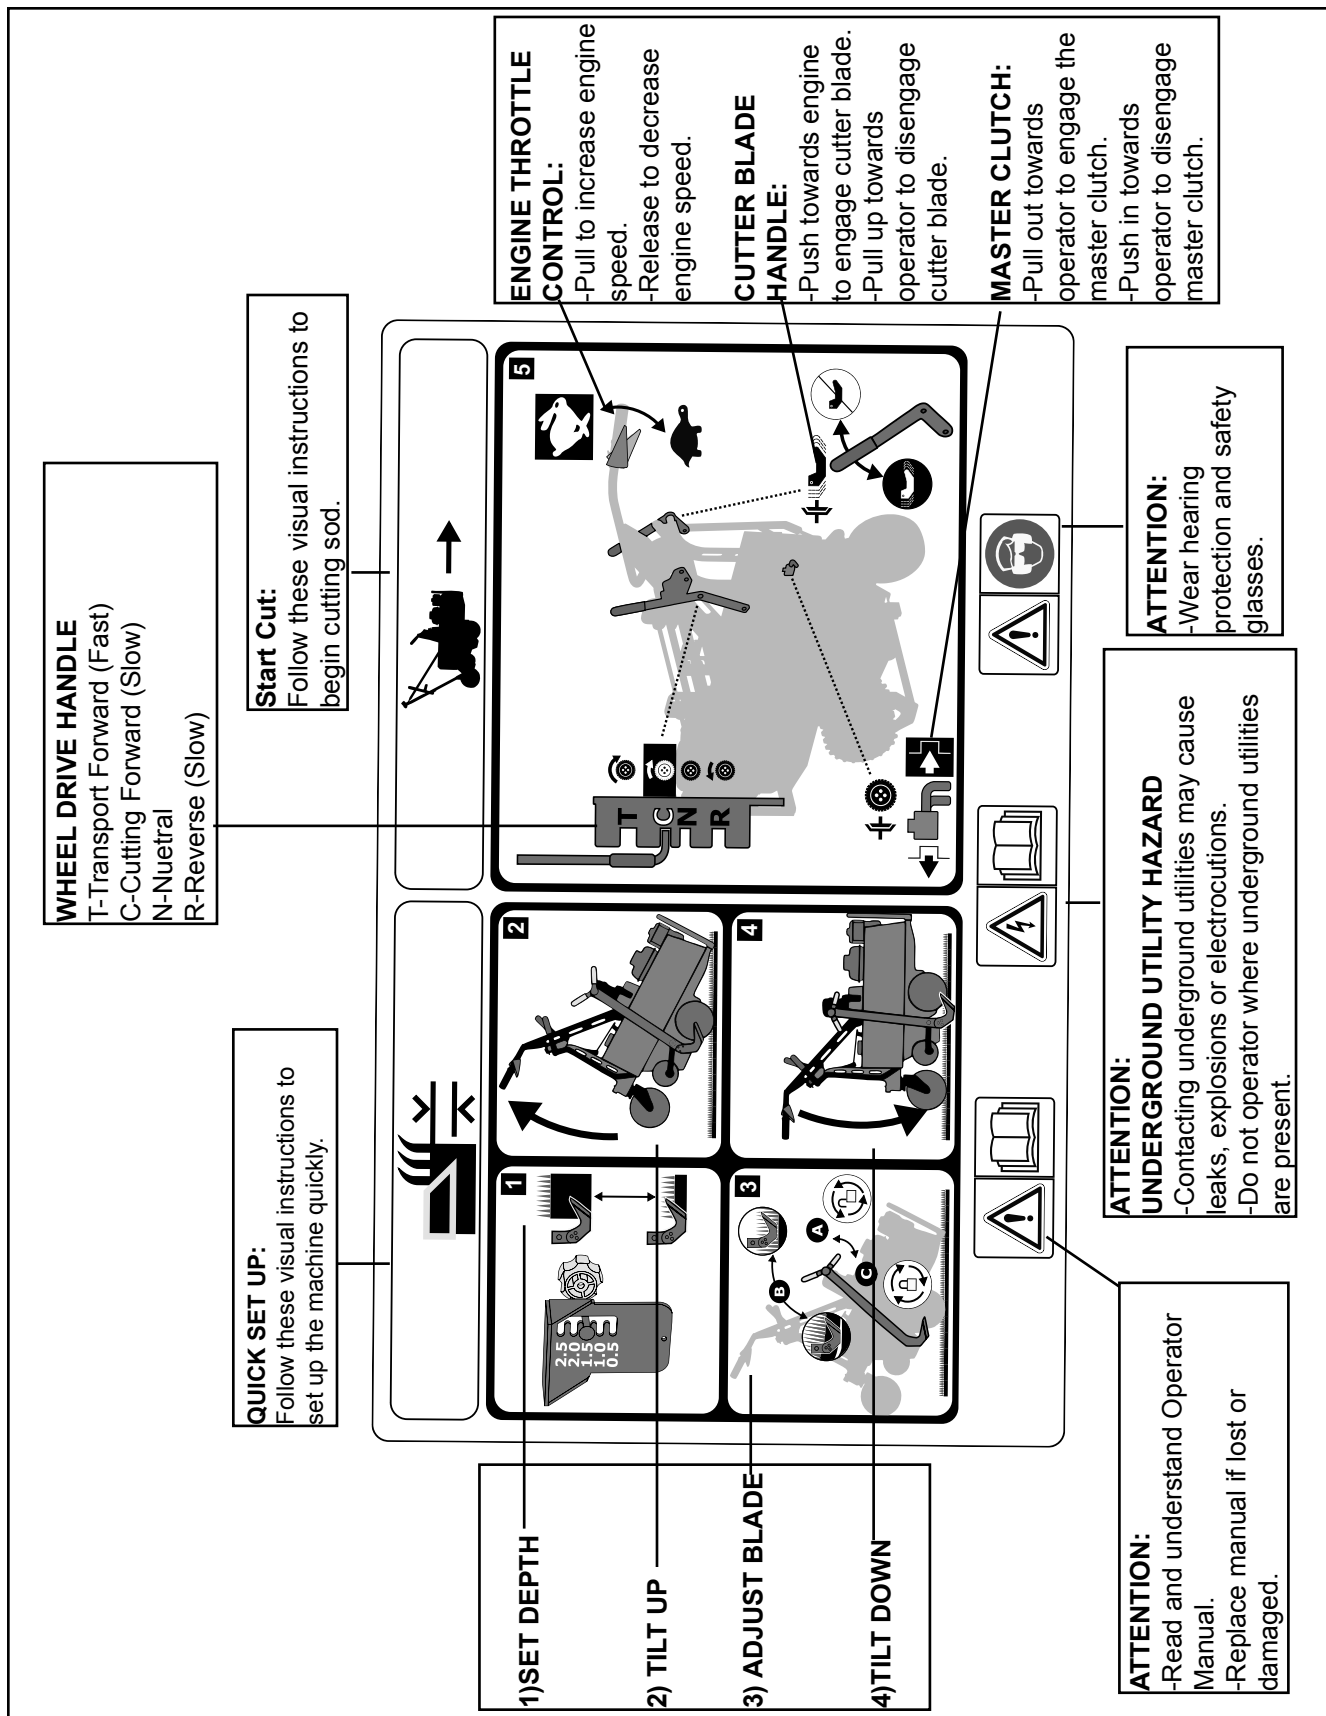 WHEEL DRIVE HANDLE
T-Transport Forward (Fast)
C-Cutting Forward (Slow)
N-Nuetral
R-Reverse (Slow)
QUICK SET UP:
Follow these visual instructions to
set up the machine quickly.
Start Cut:
Follow these visual instructions to
begin cutting sod.
1)SET DEPTH
2) TILT UP
3) ADJUST BLADE
4)TILT DOWN
1
2.5
2.0
1.5
1.0
0.5
2
3
A
B
C
4
5
T
C
N
R
ENGINE THROTTLE
CONTROL:
-Pull to increase engine
speed.
-Release to decrease
engine speed.
CUTTER BLADE
HANDLE:
-Push towards engine
to engage cutter blade.
-Pull up towards
operator to disengage
cutter blade.
MASTER CLUTCH:
-Pull out towards
operator to engage the
master clutch.
-Push in towards
operator to disengage
master clutch.
ATTENTION:
-Read and understand Operator
Manual.
-Replace manual if lost or
damaged.
ATTENTION:
UNDERGROUND UTILITY HAZARD
-Contacting underground utilities may cause
leaks, explosions or electrocutions.
-Do not operator where underground utilities
are present.
ATTENTION:
-Wear hearing
protection and safety
glasses.